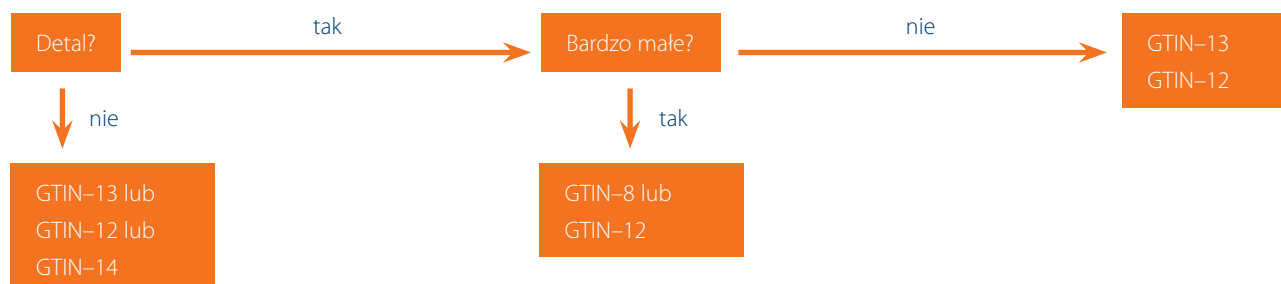 Detal?
tak
Bardzo małe?
nie
GTIN–13
GTIN–12
nie
tak
GTIN–13 lub
GTIN–12 lub
GTIN–14
GTIN–8 lub
GTIN–12